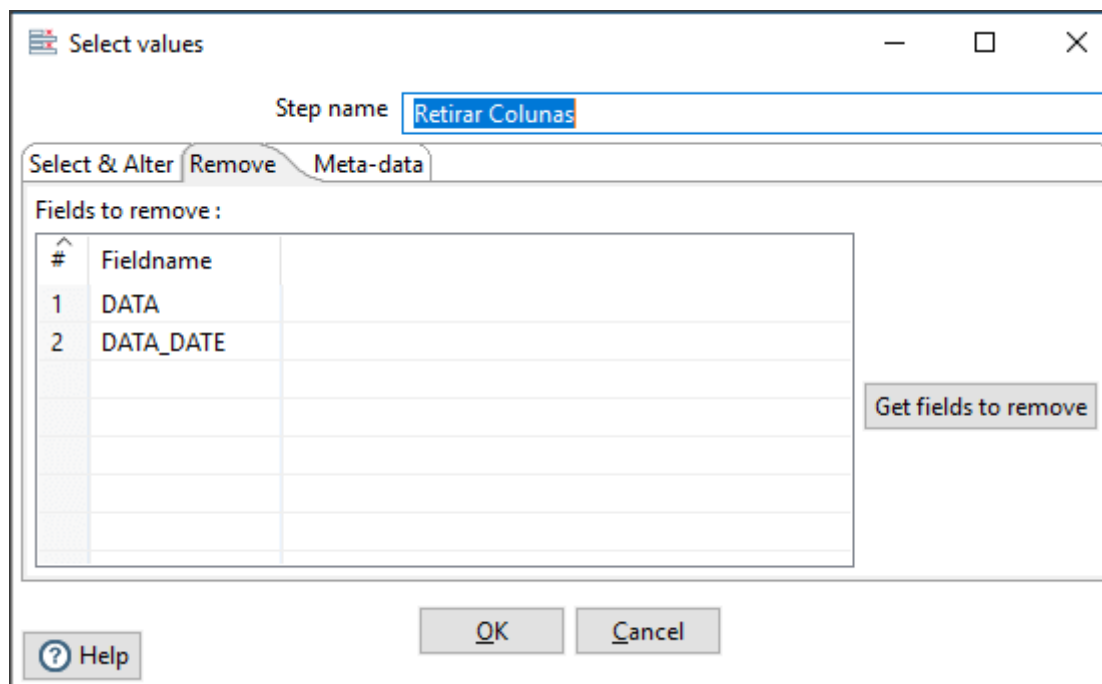 Select values
Step name Retirar Colunas
Select & Alter Remove Meta-data
Fields to remove :
# Fieldname
1 DATA
2 DATA_DATE
Get fields to remove
OK Cancel
Help